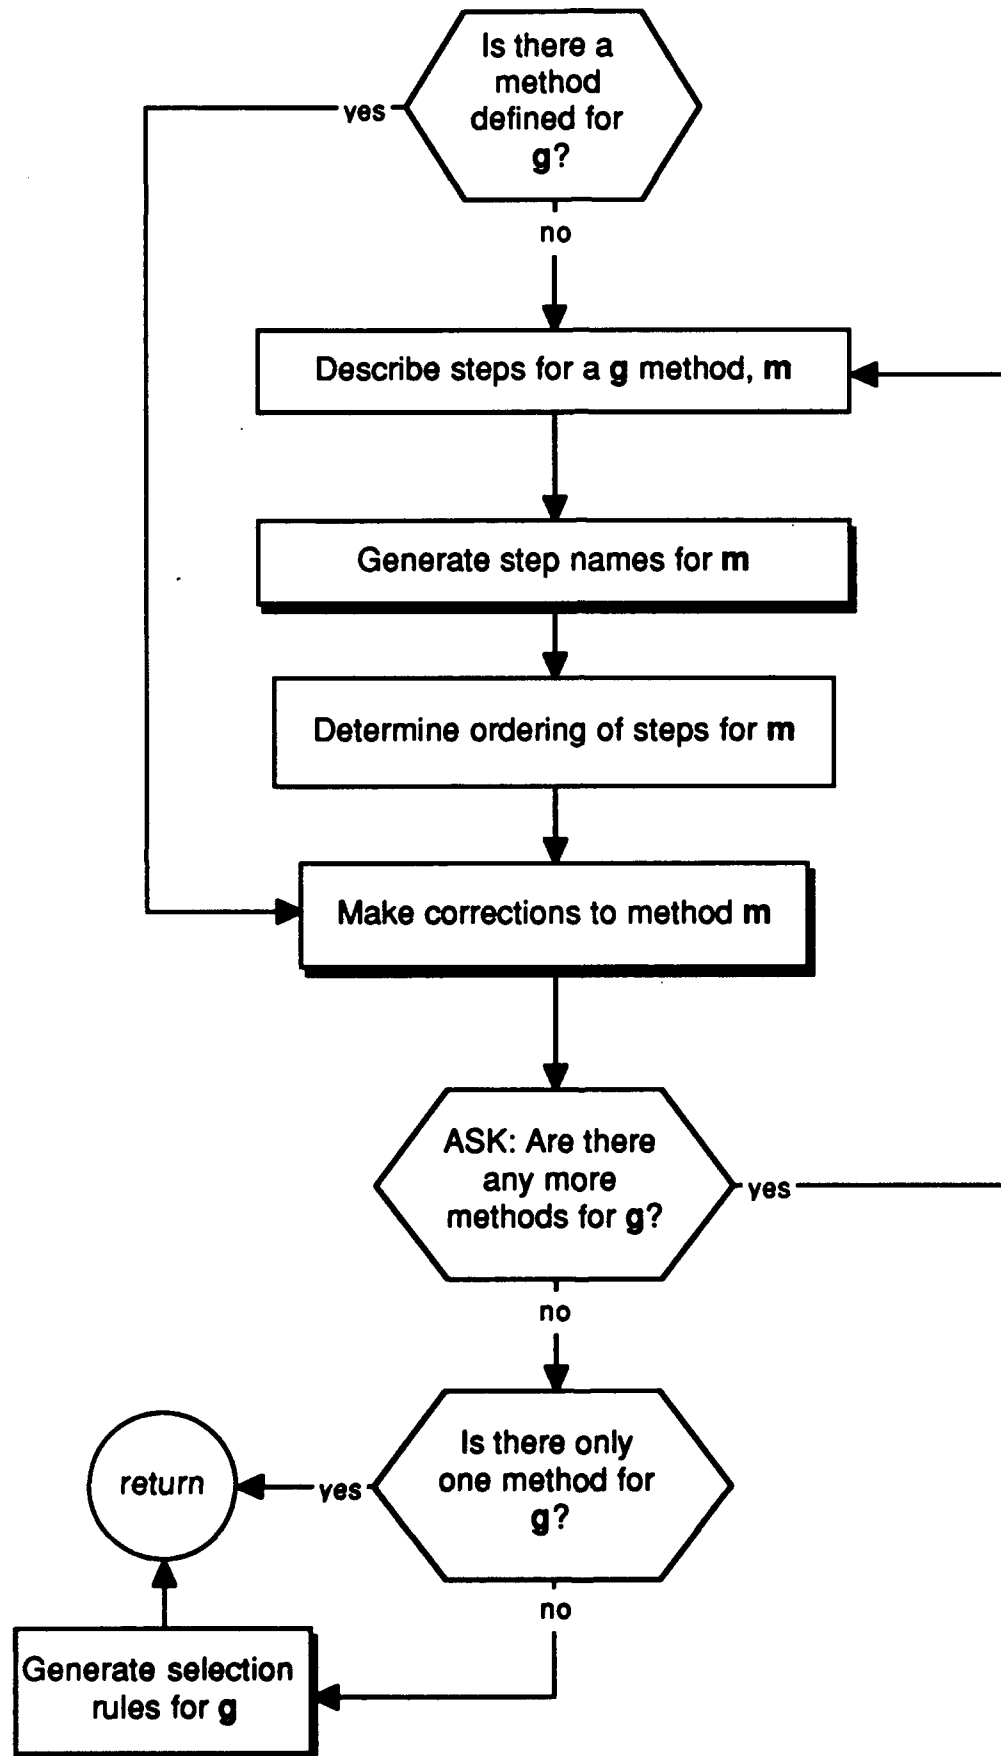 Is there a
method
defined for
g?
yes
no
Describe steps for a g method, m
Generate step names for m
Determine ordering of steps for m
Make corrections to method m
ASK: Are there
any more
methods for g?
yes
no
Is there only
one method for
g?
yes
return
no
Generate selection
rules for g